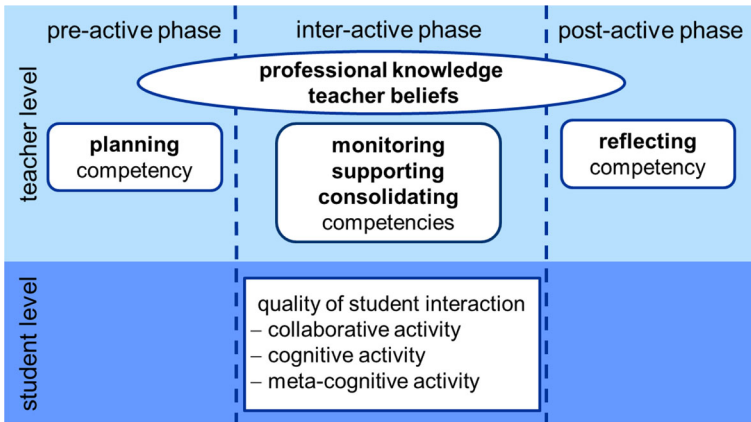 pre-active phase
inter-active phase
post-active phase
teacher level
professional knowledge
teacher beliefs
planning
competency
monitoring
supporting
consolidating
competencies
reflecting
competency
student level
quality of student interaction
– collaborative activity
– cognitive activity
– meta-cognitive activity